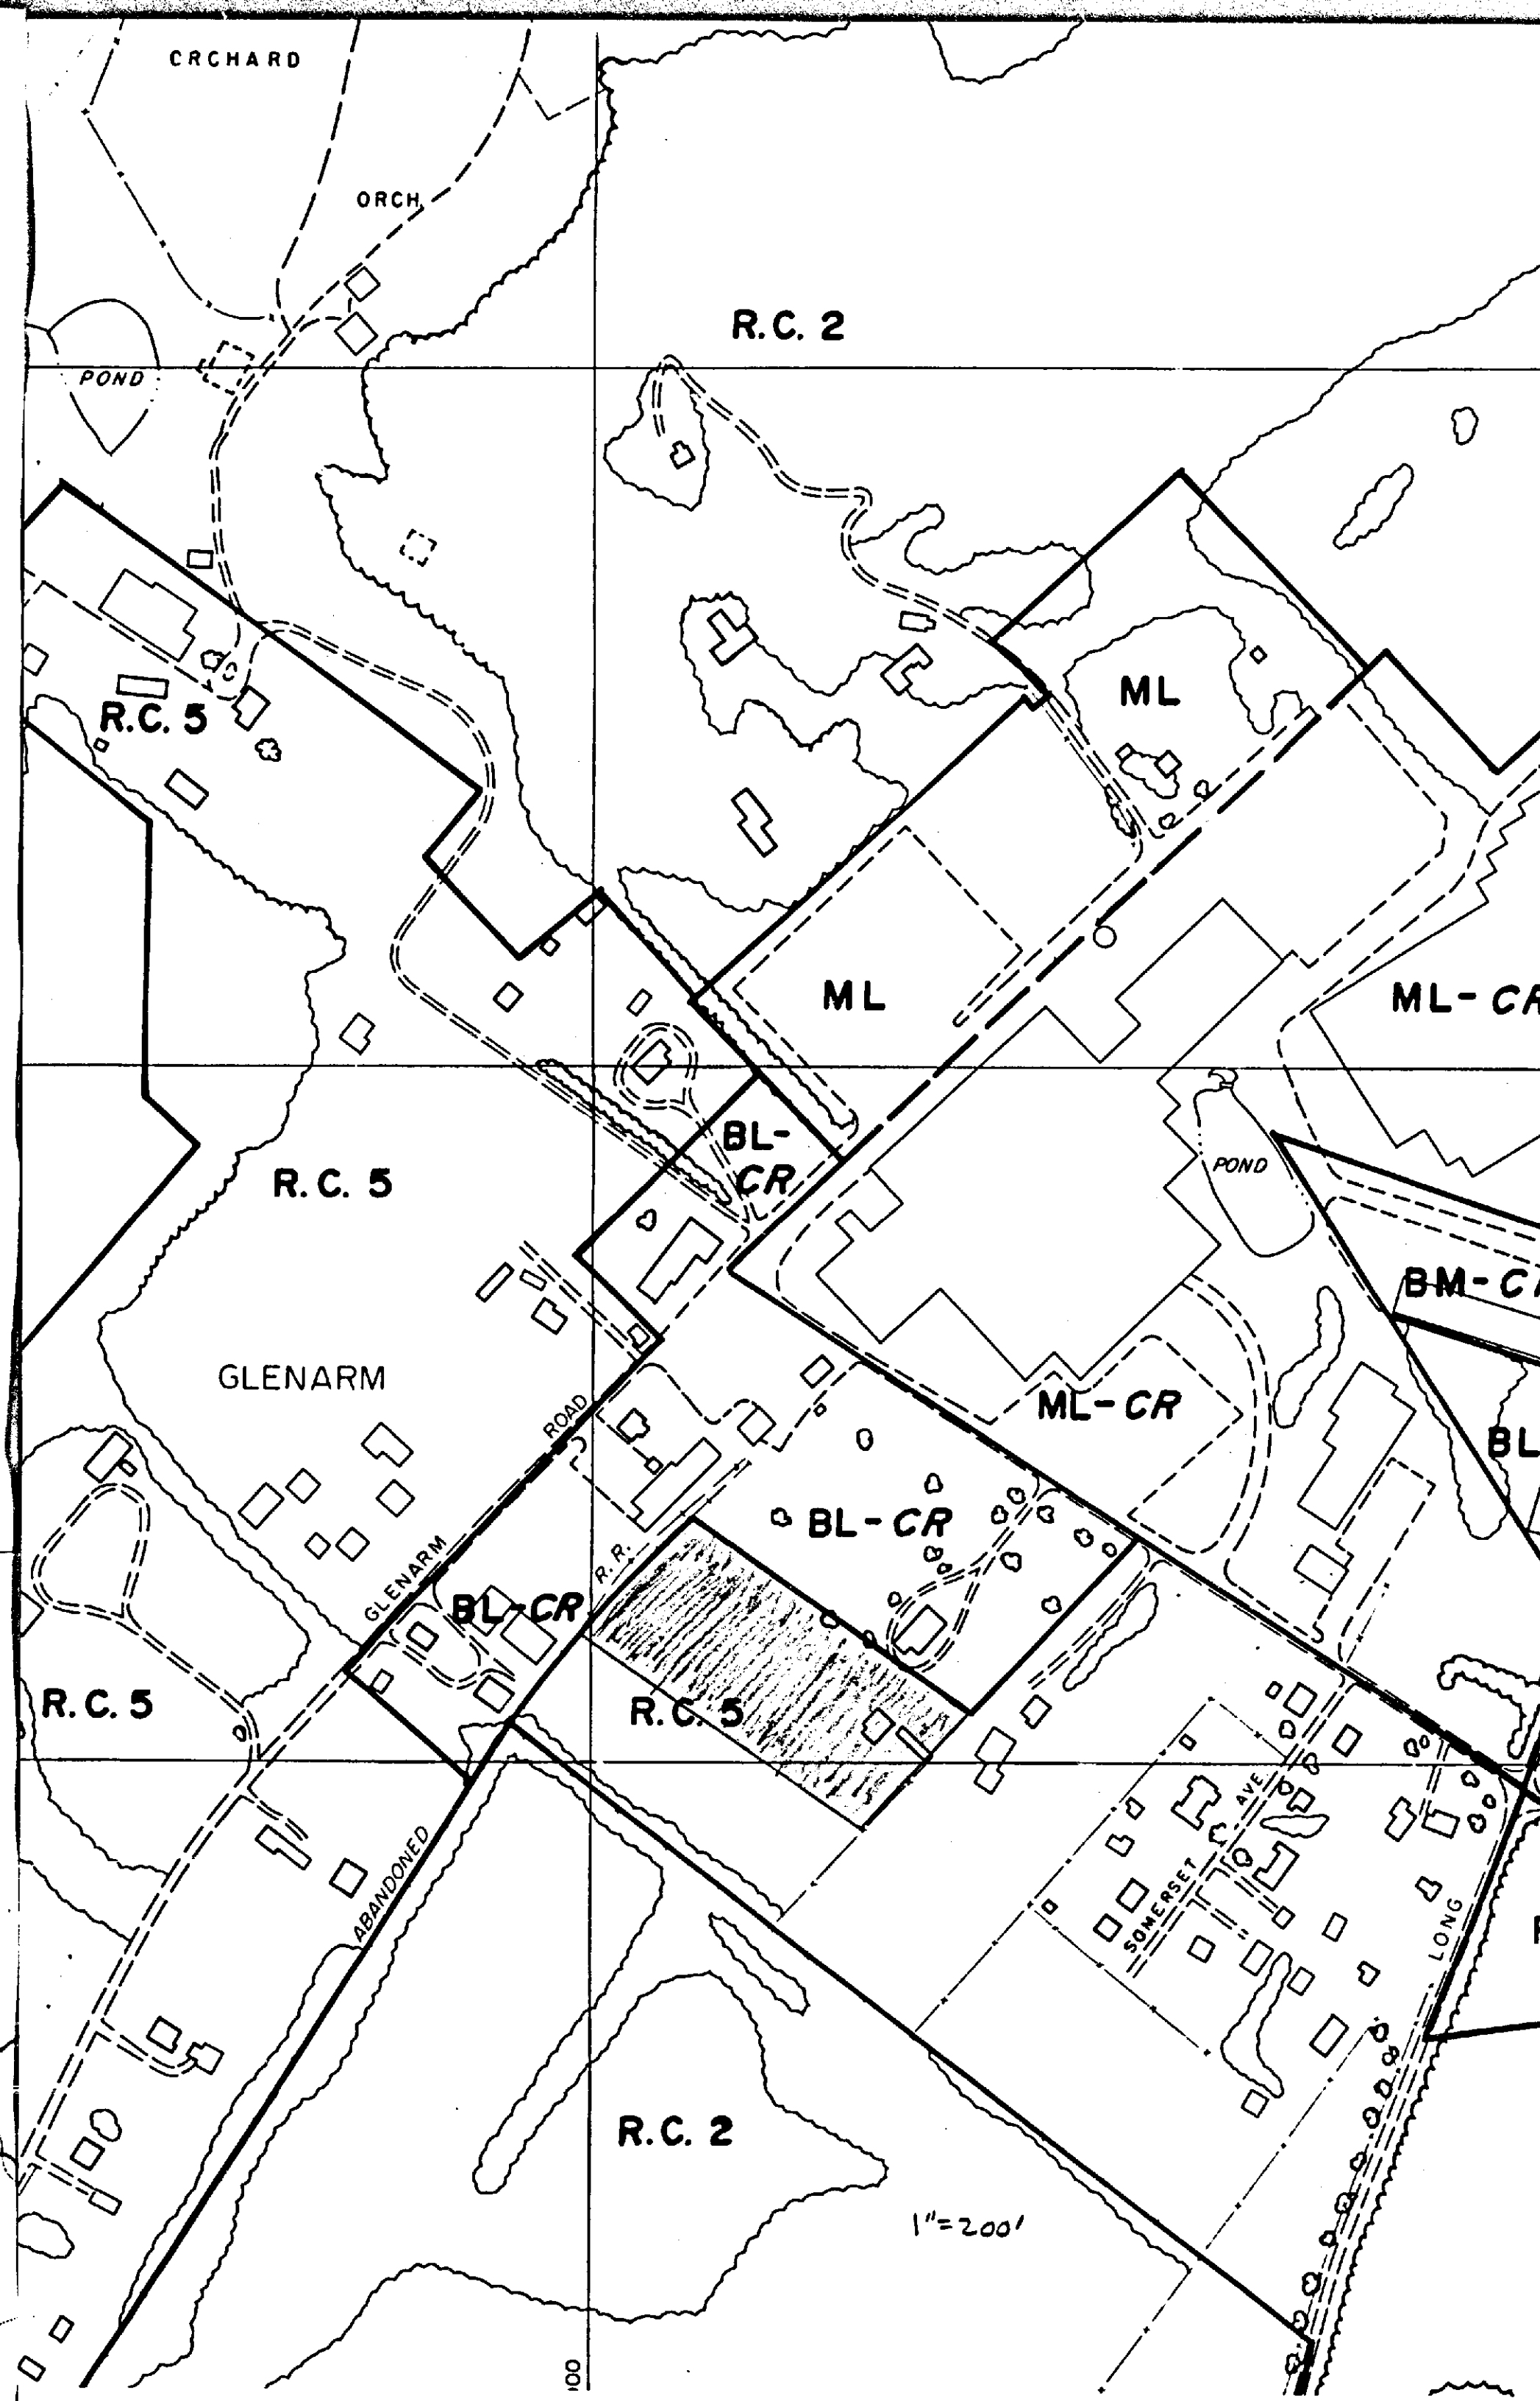 CRCHARD
ORCH
R.C. 2
POND
ML
R.C. 5
ML
ML-CR
BL-
CR
POND
R.C. 5
BM-
GLENARM
ML-CR
ROAD
BL
BL-CR
R.R.
GLENARM
BL-CR
R.C. 5
R.C. 5
AVE
SOMERSET
ABANDONED
LONG
R.C. 2
1"=200'
100